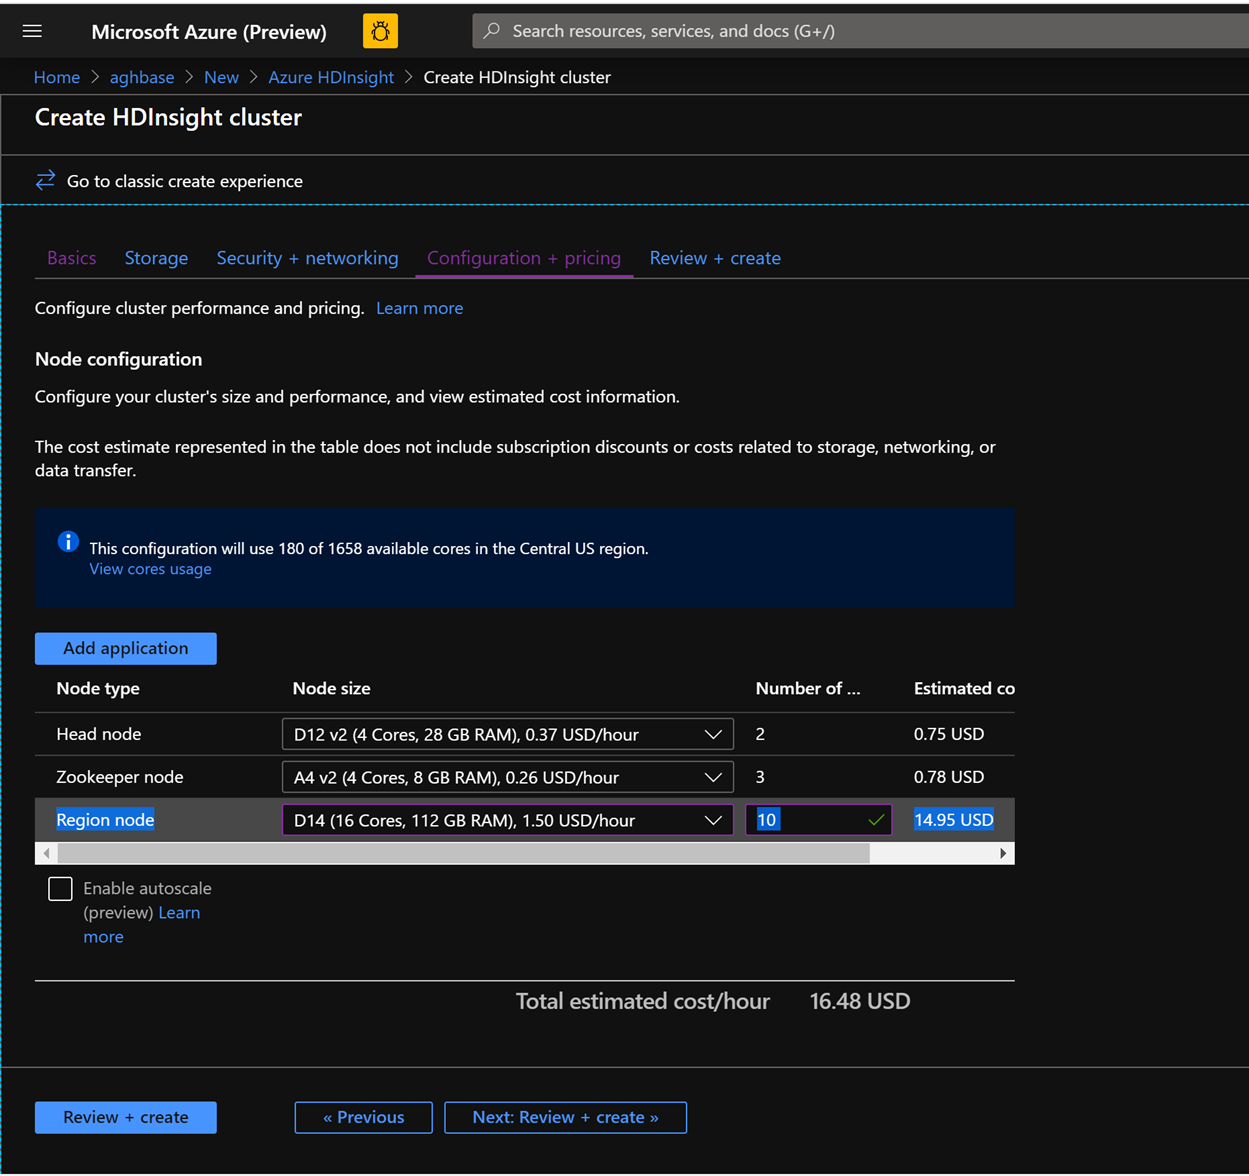 Microsoft Azure (Preview)
Search resources, services, and docs (G+/)
Home > aghbase > New > Azure HDInsight > Create HDInsight cluster
Create HDInsight cluster
Go to classic create experience
Basics Storage Security + networking Configuration + pricing Review + create
Configure cluster performance and pricing. Learn more
Node configuration
Configure your cluster's size and performance, and view estimated cost information.
The cost estimate represented in the table does not include subscription discounts or costs related to storage, networking, or
data transfer.
This configuration will use 180 of 1658 available cores in the Central US region.
View cores usage
Add application
Node type Node size Number of ... Estimated co
Head node D12 v2 (4 Cores, 28 GB RAM), 0.37 USD/hour 2 0.75 USD
Zookeeper node A4 v2 (4 Cores, 8 GB RAM), 0.26 USD/hour 3 0.78 USD
Region node D14 (16 Cores, 112 GB RAM), 1.50 USD/hour 10 14.95 USD
Enable autoscale
(preview) Learn
more
Total estimated cost/hour 16.48 USD
Review + create « Previous Next: Review + create »